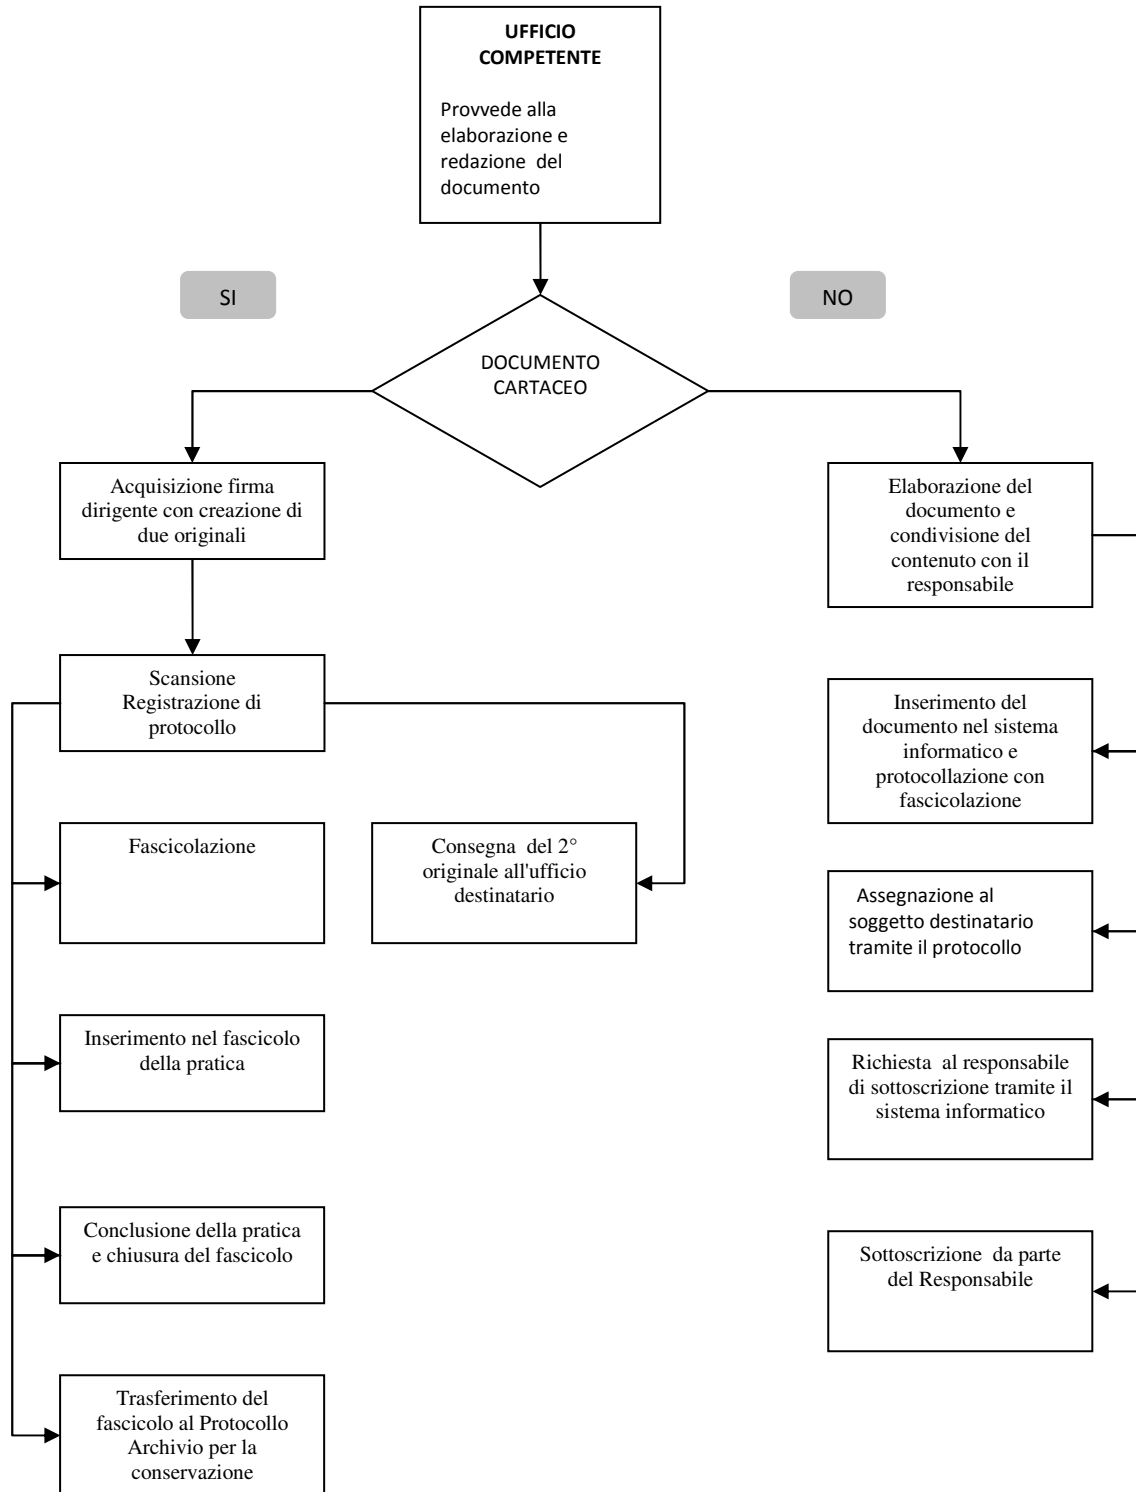 UFFICIO
COMPETENTE
Provvede alla
elaborazione e
redazione del
documento
SI
NO
DOCUMENTO
CARTACEO
Acquisizione firma
dirigente con creazione di
due originali
Scansione
Registrazione di
protocollo
Fascicolazione
Consegna del 2°
originale all'ufficio
destinatario
Inserimento nel fascicolo
della pratica
Conclusione della pratica
e chiusura del fascicolo
Trasferimento del
fascicolo al Protocollo
Archivio per la
conservazione
Elaborazione del
documento e
condivisione del
contenuto con il
responsabile
Inserimento del
documento nel sistema
informatico e
protocollazione con
fascicolazione
Assegnazione al
soggetto destinatario
tramite il protocollo
Richiesta al responsabile
di sottoscrizione tramite il
sistema informatico
Sottoscrizione da parte
del Responsabile